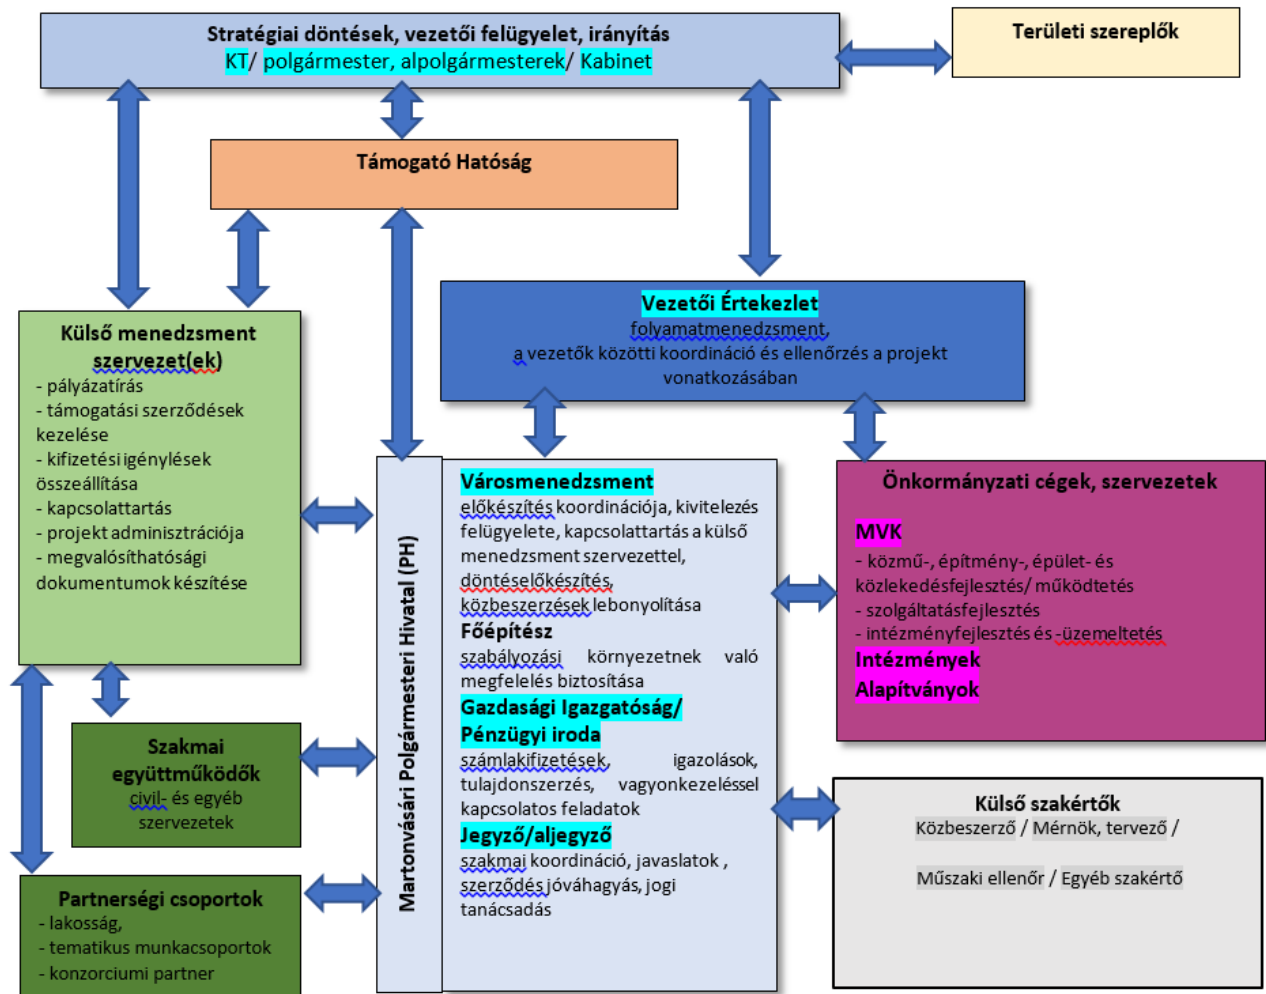 Stratégiai döntések, vezetői felügyelet, irányítás
KT/ polgármester, alpolgármesterek/ Kabinet
Területi szereplők
Támogató Hatóság
Vezetői Értekezlet
folyamatmenedzsment,
a vezetők közötti koordináció és ellenőrzés a projekt
vonatkozásában
Külső menedzsment
szervezet(ek)
- pályázatírás
- támogatási szerződések
kezelése
- kifizetési igénylések
összeállítása
- kapcsolattartás
- projekt adminisztrációja
- megvalósíthatósági
dokumentumok készítése
Szakmai
együttműködők
civil- és egyéb
szervezetek
Partnerségi csoportok
- lakosság,
- tematikus munkacsoportok
- konzorciumi partner
Martonvásári Polgármesteri Hivatal (PH)
Városmenedzsment
előkészítés koordinációja, kivitelezés
felügyelete, kapcsolattartás a külső
menedzsment szervezettel,
döntéselőkészítés,
közbeszerzések lebonyolítása
Főépítész
szabályozási környezetnek való
megfelelés biztosítása
Gazdasági Igazgatóság/
Pénzügyi iroda
számlakifizetések, igazolások,
tulajdonszerzés, vagyonkezeléssel
kapcsolatos feladatok
Jegyző/aljegyző
szakmai koordináció, javaslatok ,
szerződés jóváhagyás, jogi
tanácsadás
Önkormányzati cégek, szervezetek
MVK
- közmű-, építmény-, épület- és
közlekedésfejlesztés/ működtetés
- szolgáltatásfejlesztés
- intézményfejlesztés és -üzemeltetés
Intézmények
Alapítványok
Külső szakértők
Közbeszerző / Mérnök, tervező /
Műszaki ellenőr / Egyéb szakértő